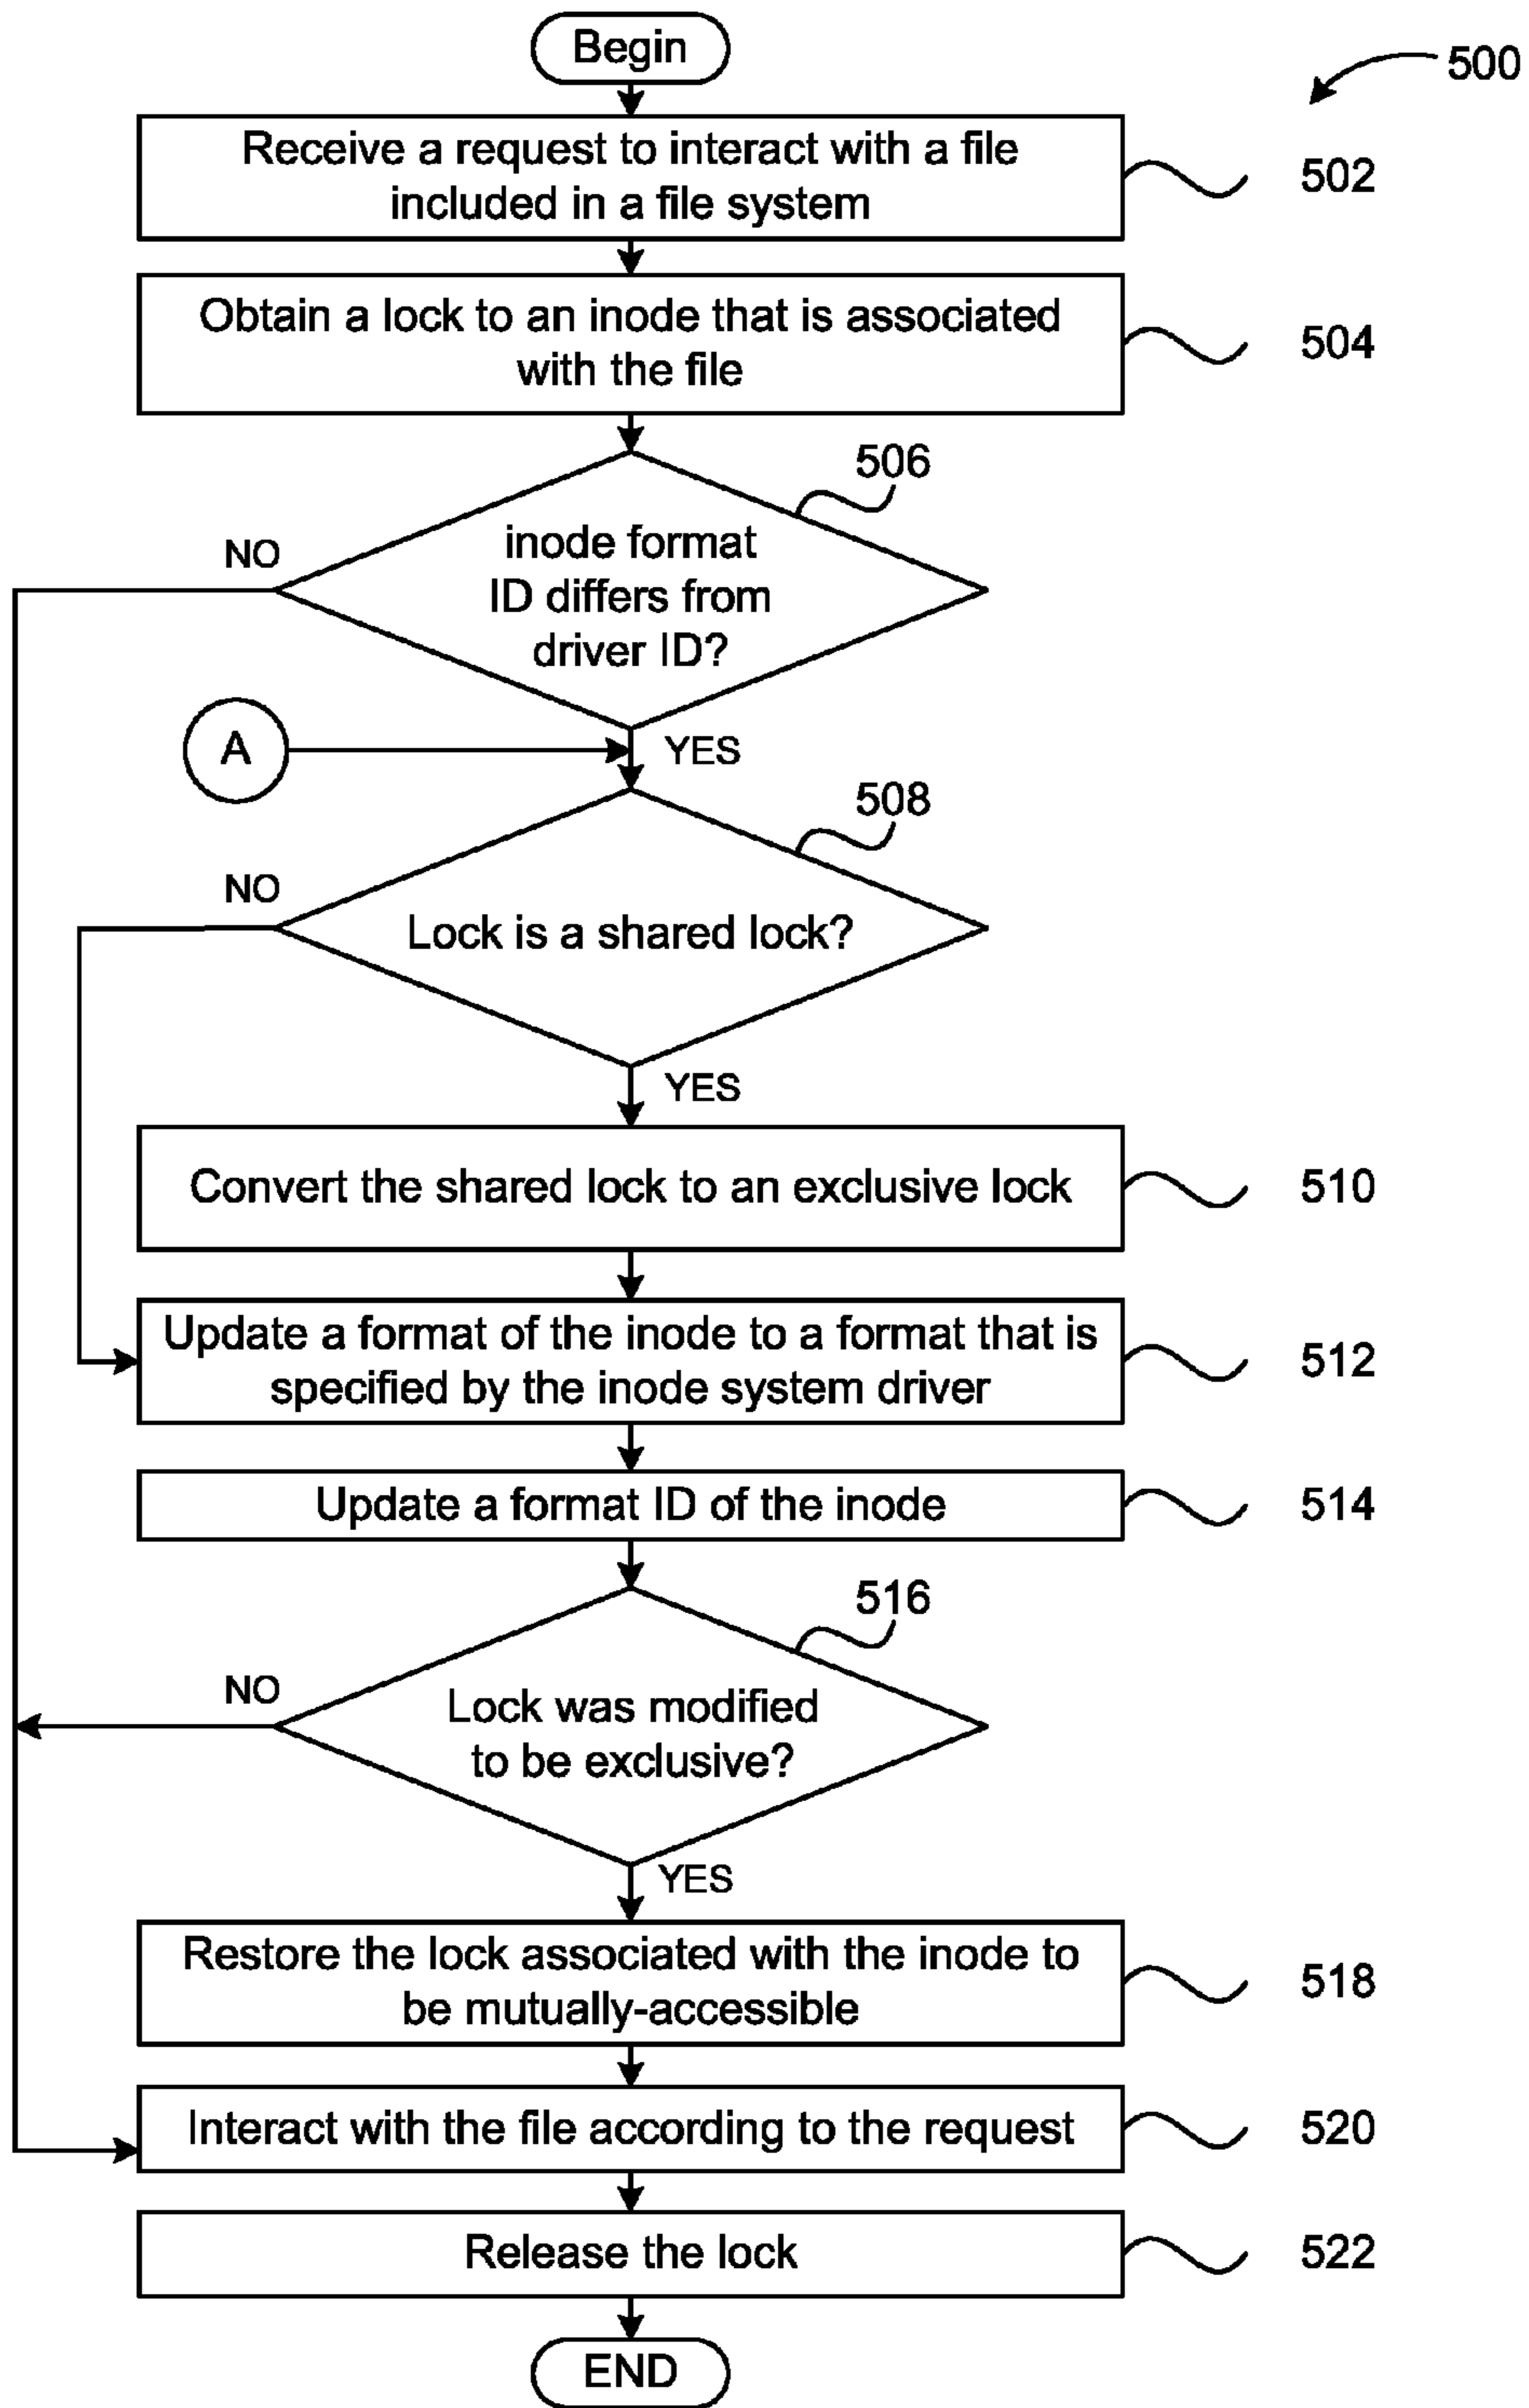 Begin
500
Receive a request to interact with a file
included in a file system
502
Obtain a lock to an inode that is associated
with the file
504
506
NO
inode format
ID differs from
driver ID?
A
YES
508
NO
Lock is a shared lock?
YES
Convert the shared lock to an exclusive lock
510
Update a format of the inode to a format that is
specified by the inode system driver
512
Update a format ID of the inode
514
516
NO
Lock was modified
to be exclusive?
YES
Restore the lock associated with the inode to
be mutually-accessible
518
Interact with the file according to the request
520
Release the lock
522
END